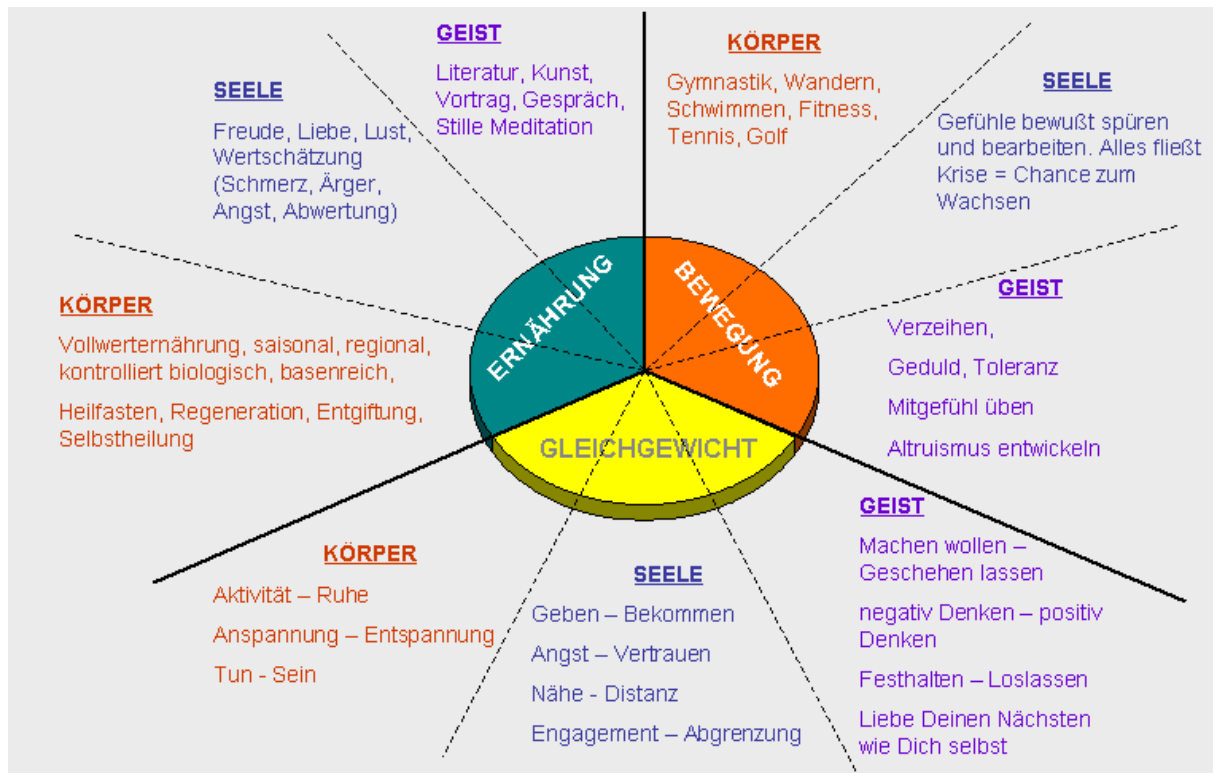 GEIST
Literatur, Kunst,
Vortrag, Gespräch,
Stille Meditation
KÖRPER
Gymnastik, Wandern,
Schwimmen, Fitness,
Tennis, Golf
SEELE
Freude, Liebe, Lust,
Wertschätzung
(Schmerz, Ärger,
Angst, Abwertung)
SEELE
Gefühle bewußt spüren
und bearbeiten. Alles fließt
Krise = Chance zum
Wachsen
KÖRPER
Vollwerternährung, saisonal, regional,
kontrolliert biologisch, basenreich,
Heilfasten, Regeneration, Entgiftung,
Selbstheilung
ERNÄHRUNG
BEWEGUNG
GLEICHGEWICHT
GEIST
Verzeihen,
Geduld, Toleranz
Mitgefühl üben
Altruismus entwickeln
KÖRPER
Aktivität – Ruhe
Anspannung – Entspannung
Tun - Sein
SEELE
Geben – Bekommen
Angst – Vertrauen
Nähe - Distanz
Engagement – Abgrenzung
GEIST
Machen wollen –
Geschehen lassen
negativ Denken – positiv
Denken
Festhalten – Loslassen
Liebe Deinen Nächsten
wie Dich selbst